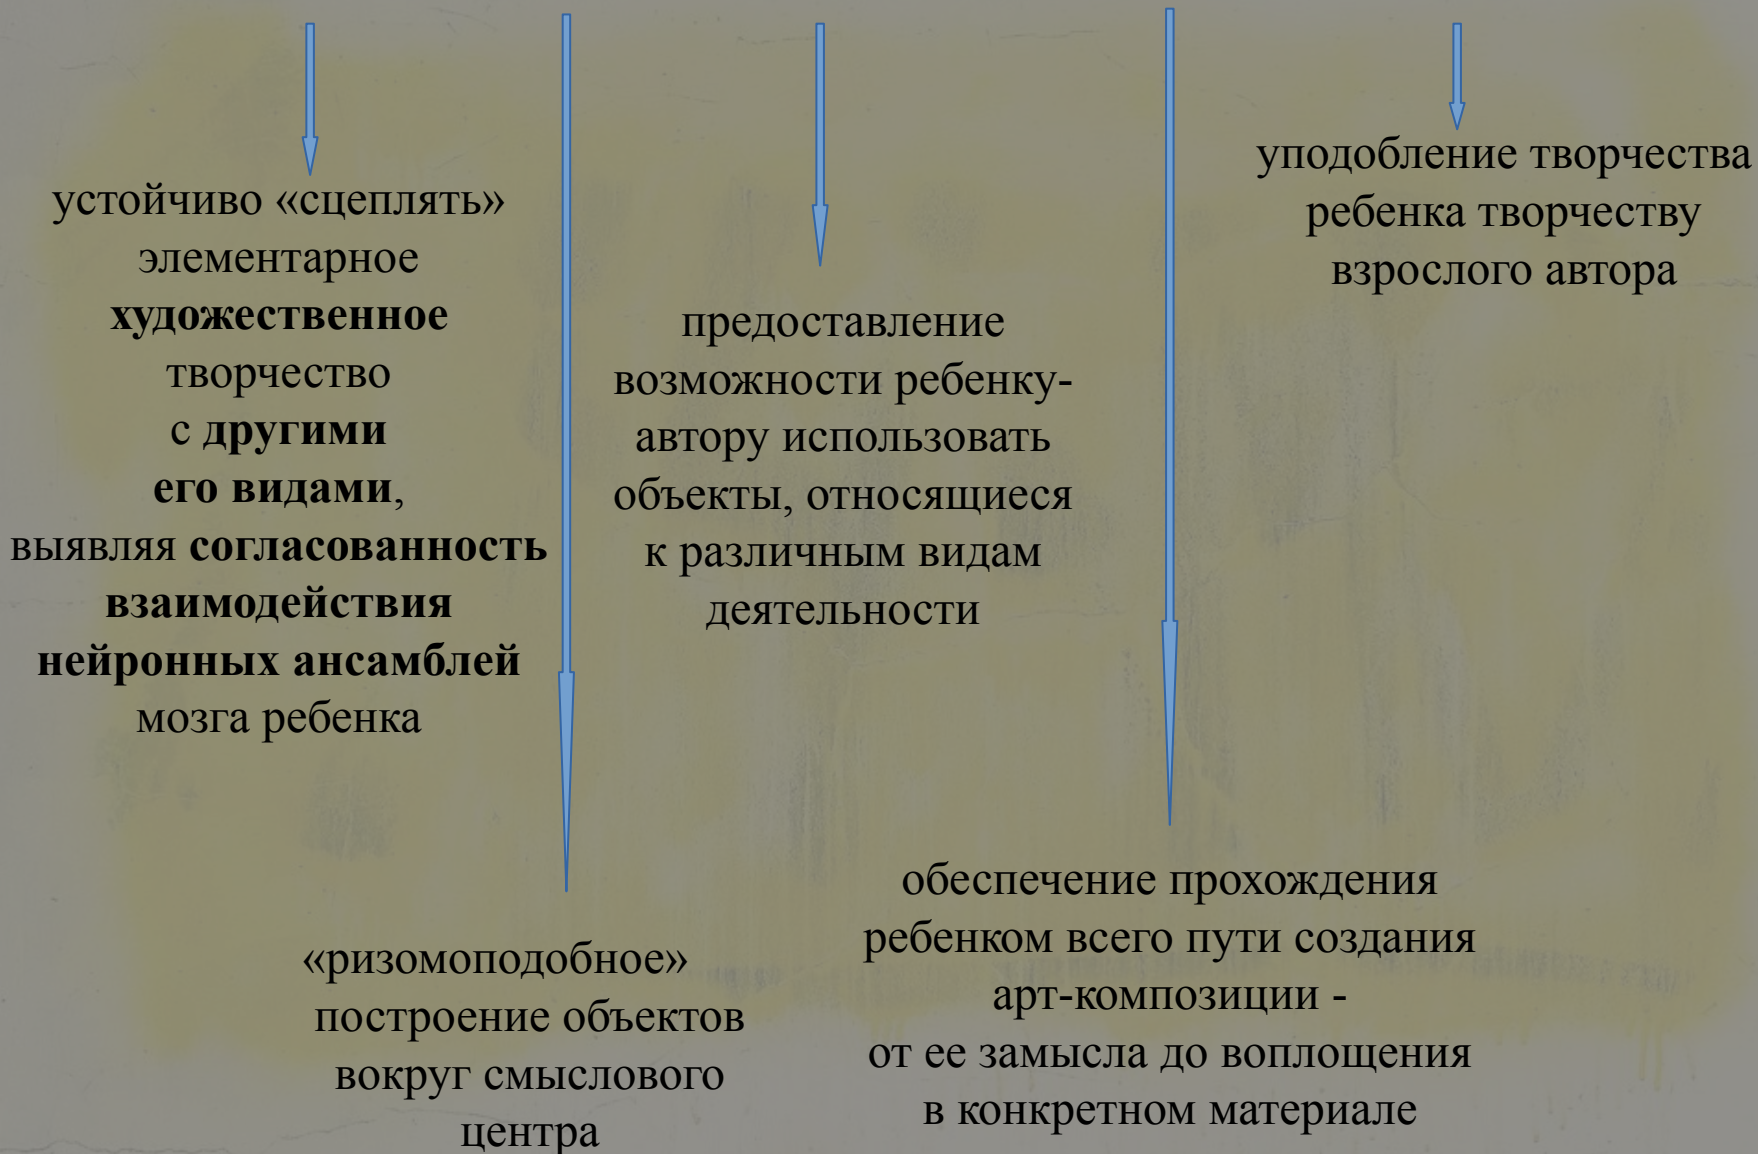 устойчиво «сцеплять»
элементарное
художественное
творчество
с другими
его видами,
выявляя согласованность
взаимодействия
нейронных ансамблей
мозга ребенка
«ризомоподобное»
построение объектов
вокруг смыслового
центра
предоставление
возможности ребенку-
автору использовать
объекты, относящиеся
к различным видам
деятельности
обеспечение прохождения
ребенком всего пути создания
арт-композиции -
от ее замысла до воплощения
в конкретном материале
уподобление творчества
ребенка творчеству
взрослого автора